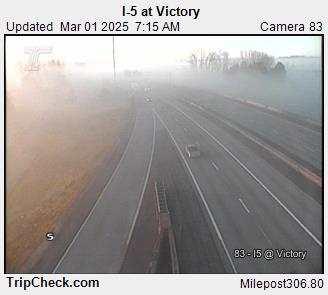 I-5 at Victory
Updated  Mar 01 2025  7:15 AM
Camera 83
S
83 - I5 @ Victory
TripCheck.com
Milepost306.80